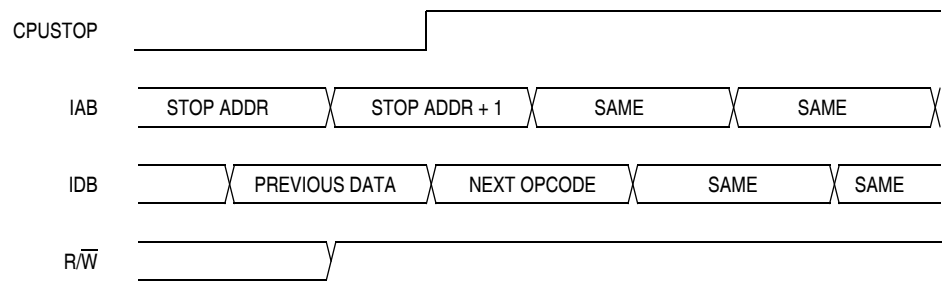 CPUSTOP
IAB STOP ADDR STOP ADDR + 1 SAME SAME
IDB PREVIOUS DATA NEXT OPCODE SAME SAME
R/W̅